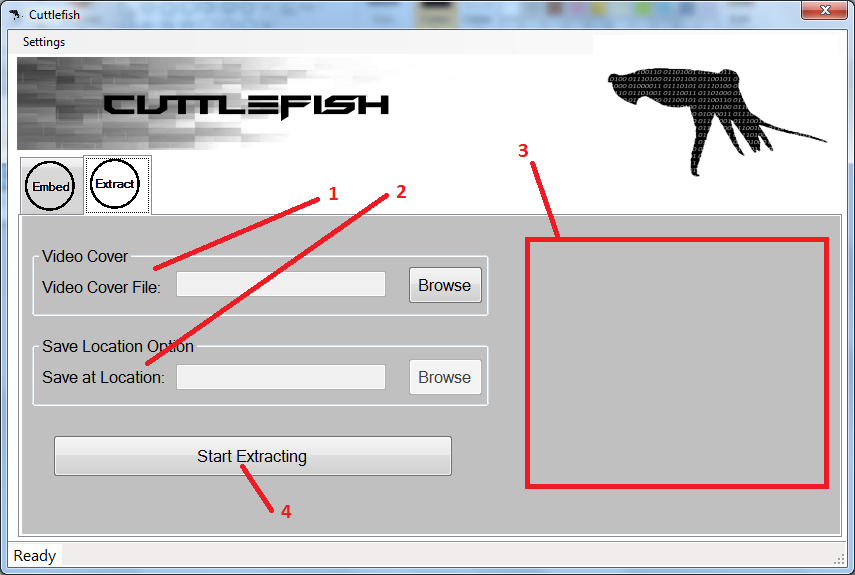 Cuttlefish
Settings
CUTTLEFISH
Embed
Extract
3
1
2
Video Cover
Video Cover File:
Browse
Save Location Option
Save at Location:
Browse
Start Extracting
4
Ready